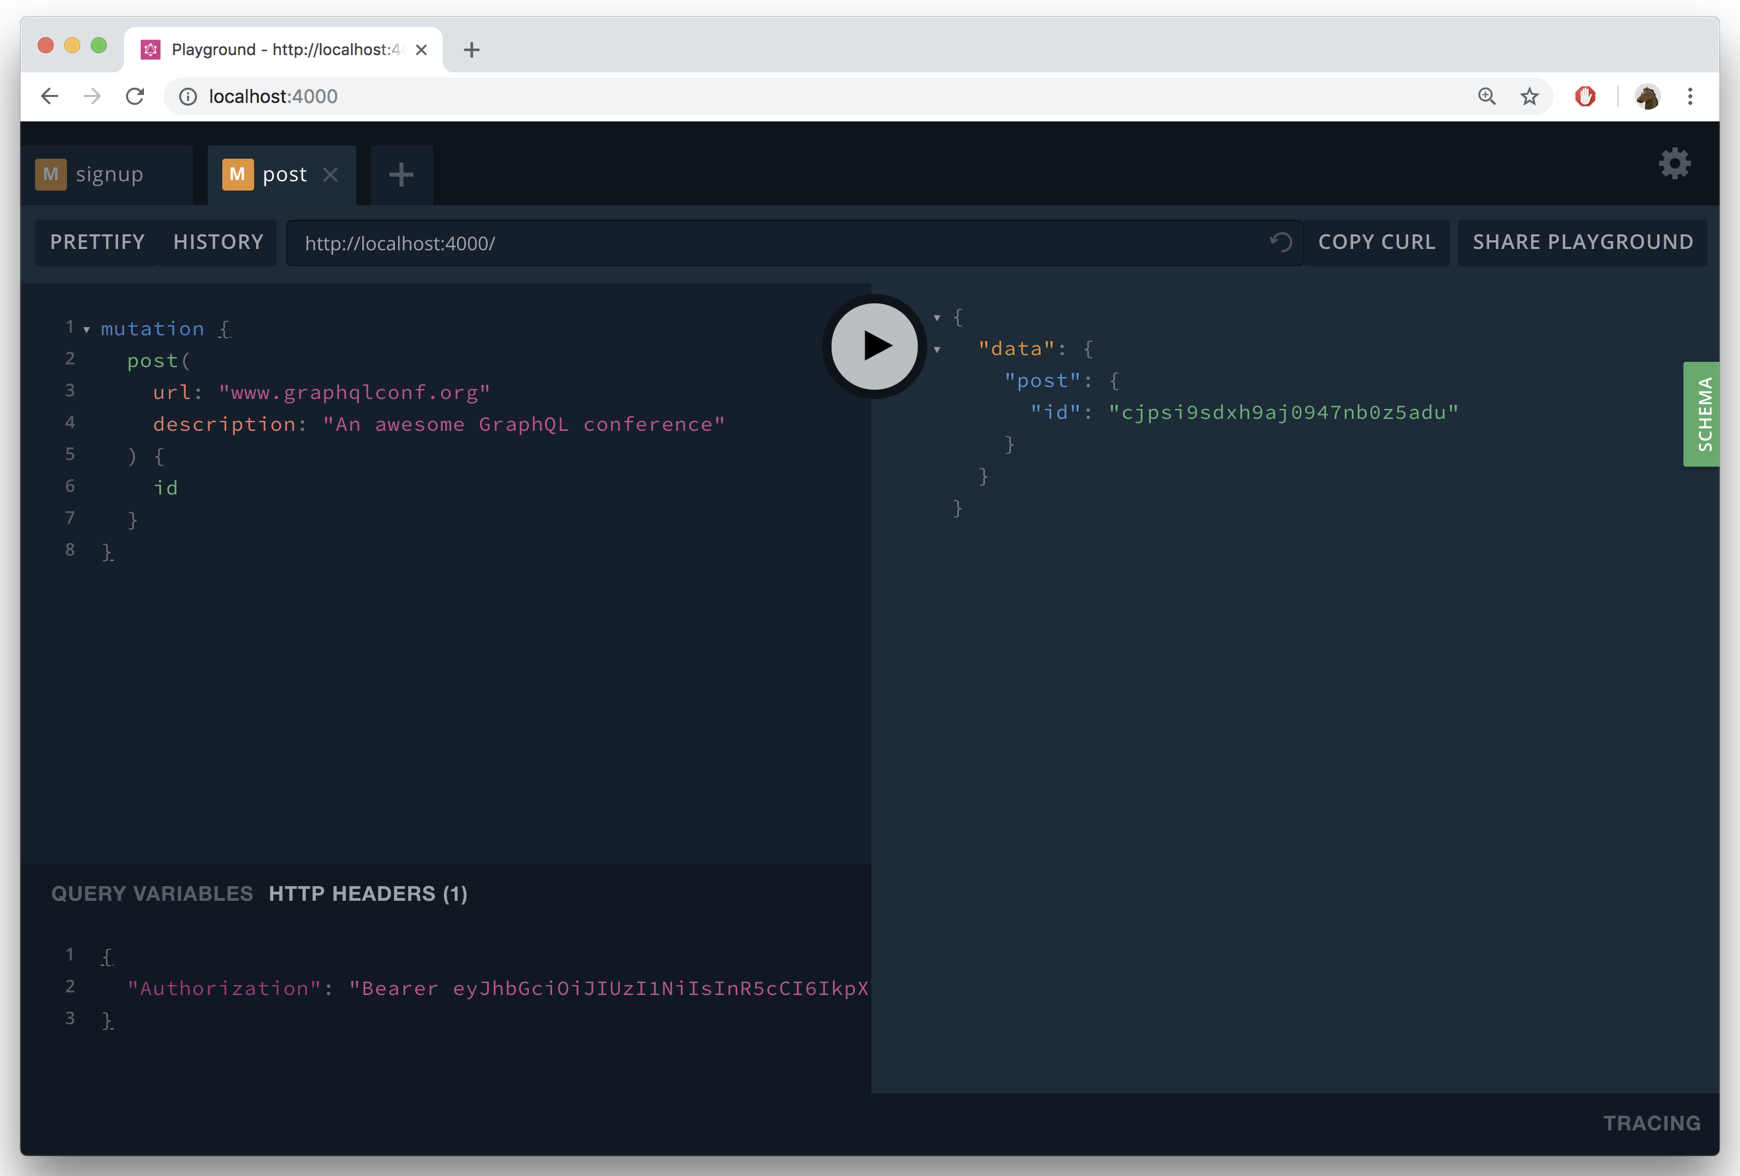 Playground - http://localhost:4
localhost:4000
M signup
M post
PRETTIFY HISTORY http://localhost:4000/ COPY CURL SHARE PLAYGROUND
1 mutation {
2 post(
3 url: "www.graphqlconf.org"
4 description: "An awesome GraphQL conference"
5 ) {
6 id
7 }
8 }
{
"data": {
"post": {
"id": "cjpsi9sdxh9aj0947nb0z5adu"
}
}
}
SCHEMA
QUERY VARIABLES HTTP HEADERS (1)
1 {
2 "Authorization": "Bearer eyJhbGciOiJIUzI1NiIsInR5cCI6IkpX
3 }
TRACING